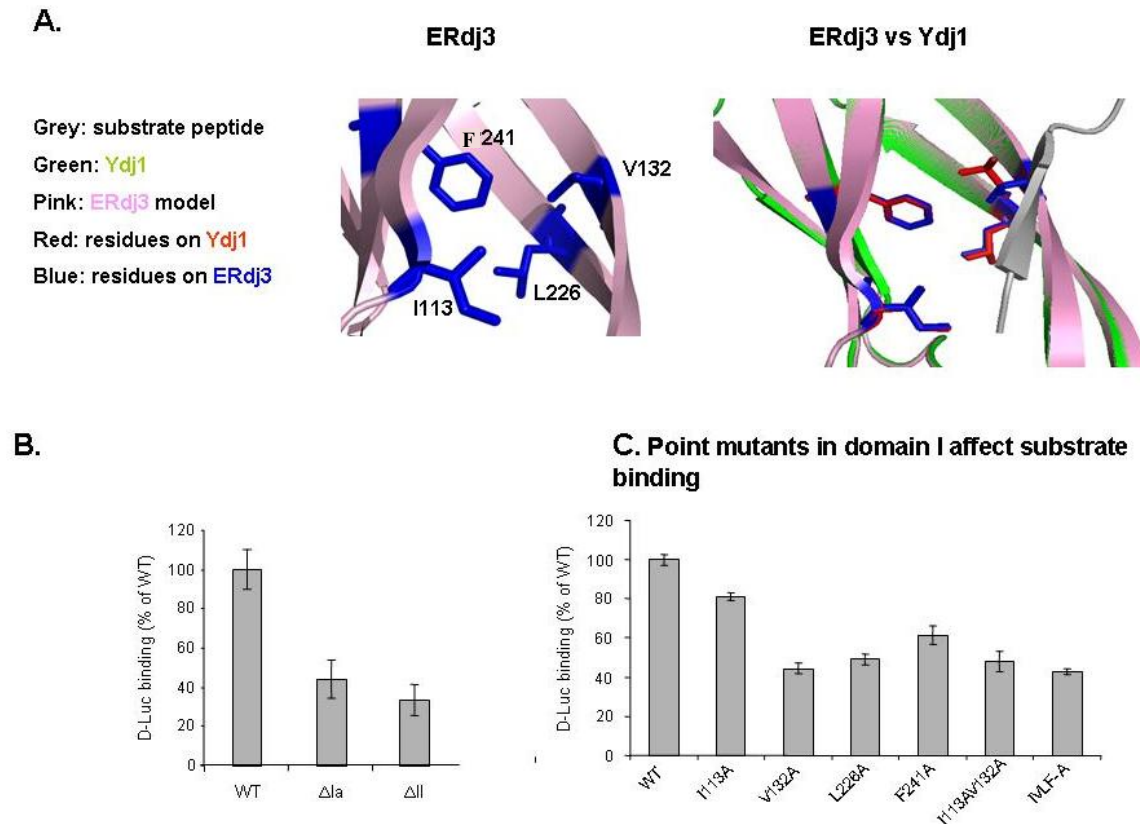 A.
ERdj3
ERdj3 vs Ydj1
Grey: substrate peptide
Green: Ydj1
Pink: ERdj3 model
Red: residues on Ydj1
Blue: residues on ERdj3
F 241
V132
I113
L226
B.
C. Point mutants in domain I affect substrate
binding
D-Luc binding (% of WT)
120
100
80
60
40
20
0
WT
ΔIa
ΔII
D-Luc binding (% of WT)
120
100
80
60
40
20
0
WT
I113A
V132A
L226A
F241A
I113AV132A
IVLF-A